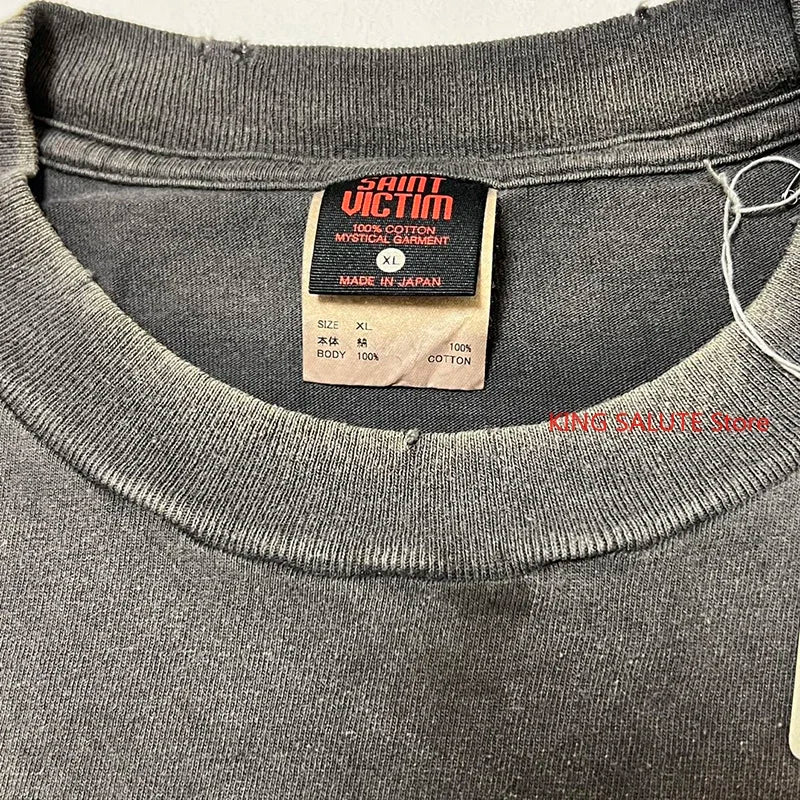 SAINT
VICTIM
100% COTTON
MYSTICAL GARMENT
XL
MADE IN JAPAN
SIZE XL
本体 綿 100%
BODY 100% COTTON
KING SALUTE Store